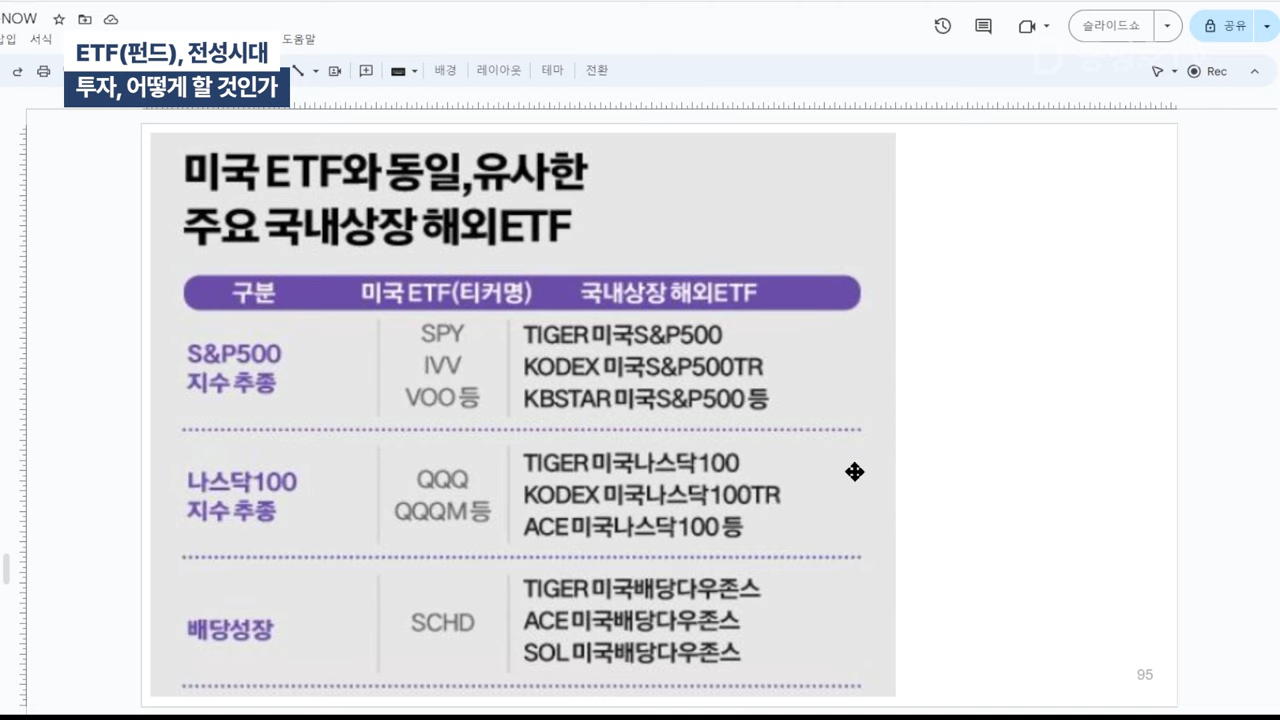 NOW
삽입 서식
도움말
ETF(펀드), 전성시대
투자, 어떻게 할 것인가
배경 레이아웃 테마 전환
슬라이드쇼
공유
Rec
미국 ETF와 동일,유사한
주요 국내상장 해외ETF
구분 미국 ETF(티커명) 국내상장 해외ETF
S&P500
지수 추종
SPY
IVV
VOO 등
TIGER 미국S&P500
KODEX 미국S&P500TR
KBSTAR 미국S&P500 등
나스닥100
지수 추종
QQQ
QQQM 등
TIGER 미국나스닥100
KODEX 미국나스닥100TR
ACE 미국나스닥100 등
배당성장
SCHD
TIGER 미국배당다우존스
ACE 미국배당다우존스
SOL 미국배당다우존스
95